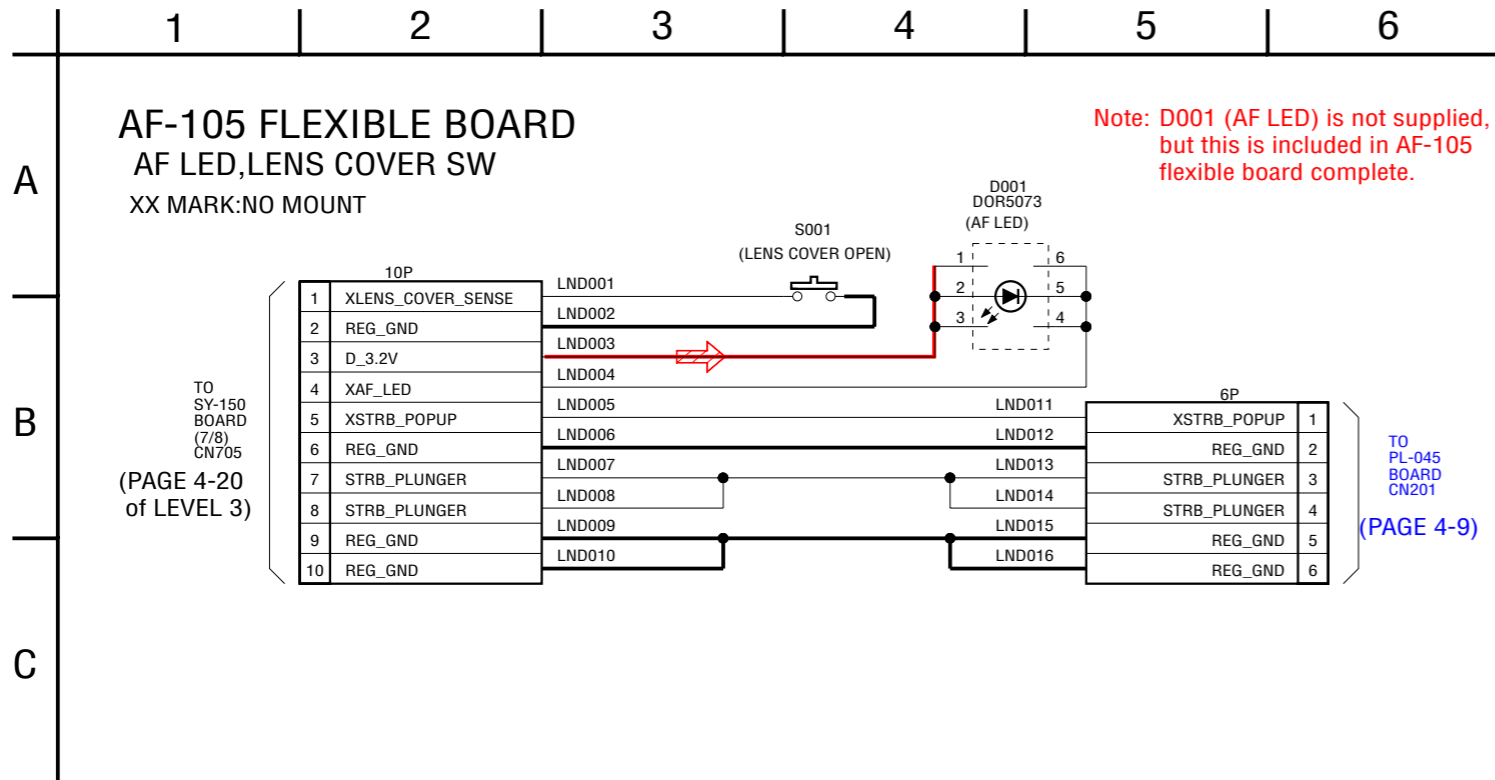 1 2 3 4 5 6
A
B
C
AF-105 FLEXIBLE BOARD
AF LED,LENS COVER SW
XX MARK:NO MOUNT
Note: D001 (AF LED) is not supplied,
but this is included in AF-105
flexible board complete.
S001
(LENS COVER OPEN)
D001
DOR5073
(AF LED)
1 6
2 5
3 4
TO
SY-150
BOARD
(7/8)
CN705
(PAGE 4-20
of LEVEL 3)
10P
1 XLENS_COVER_SENSE LND001
2 REG_GND LND002
3 D_3.2V LND003
4 XAF_LED LND004
5 XSTRB_POPUP LND005
6 REG_GND LND006
7 STRB_PLUNGER LND007
8 STRB_PLUNGER LND008
9 REG_GND LND009
10 REG_GND LND010
6P
LND011 XSTRB_POPUP 1
LND012 REG_GND 2
LND013 STRB_PLUNGER 3
LND014 STRB_PLUNGER 4
LND015 REG_GND 5
LND016 REG_GND 6
TO
PL-045
BOARD
CN201
(PAGE 4-9)